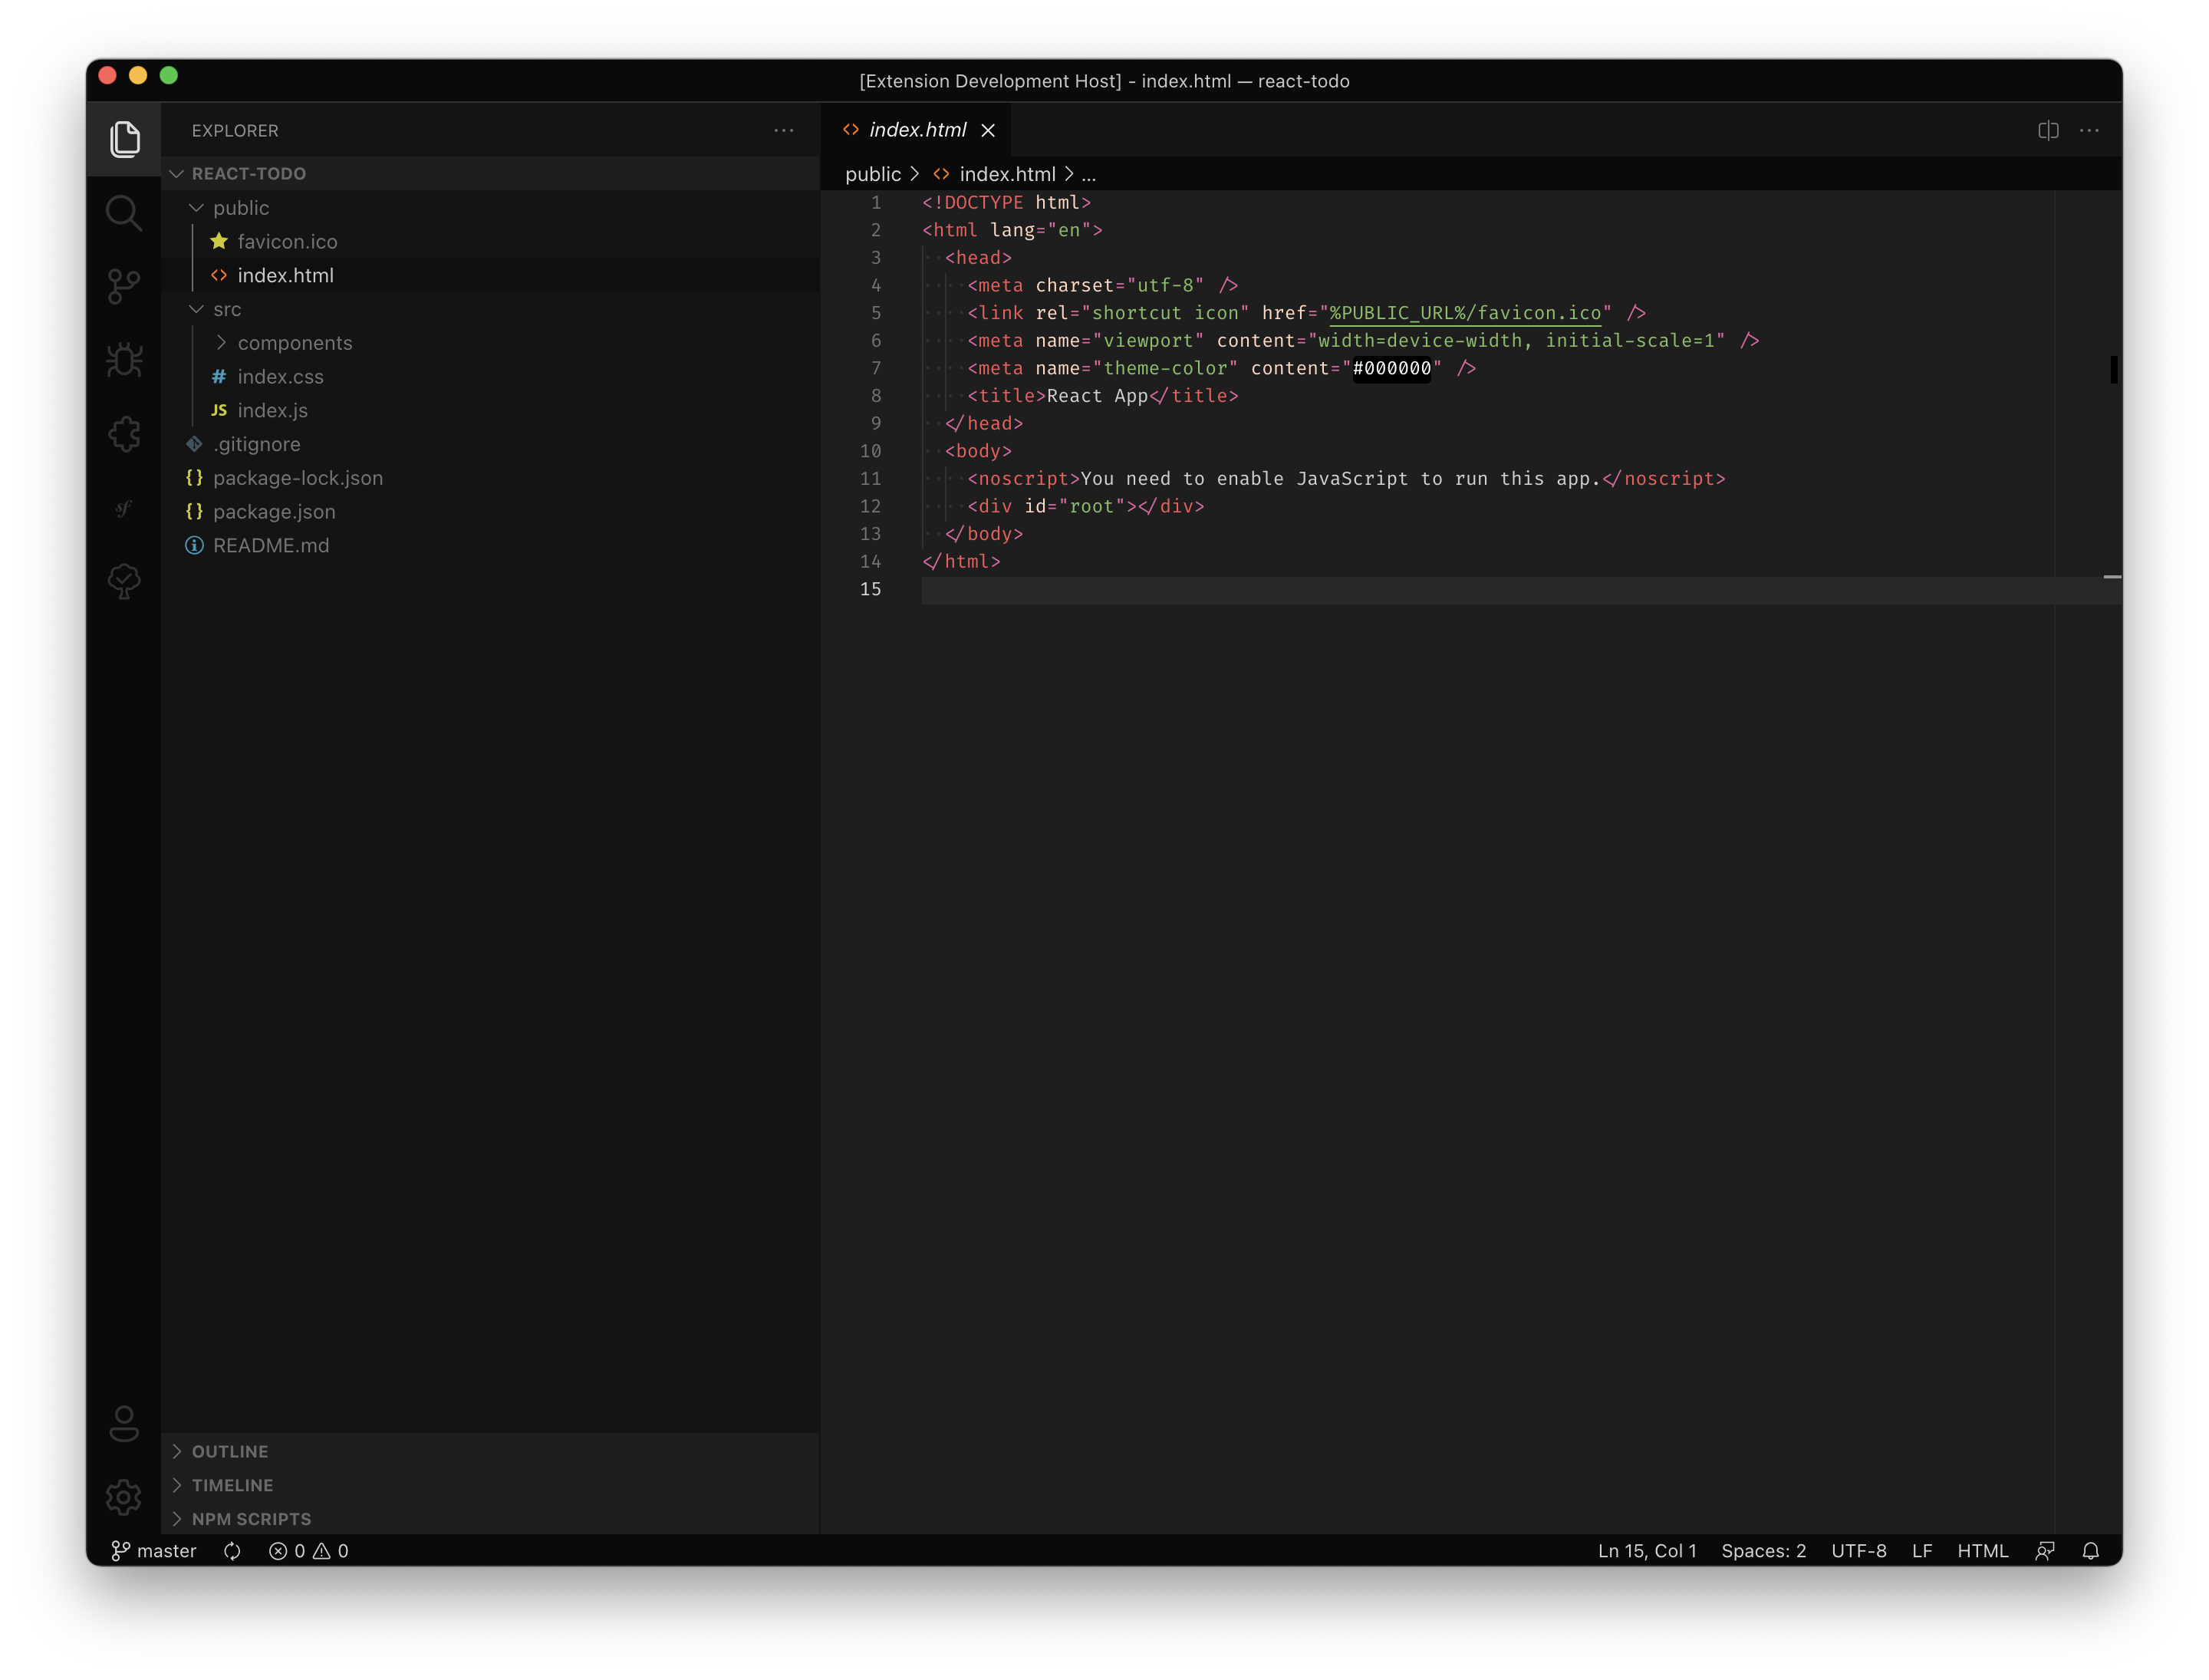 [Extension Development Host] - index.html — react-todo
EXPLORER
REACT-TODO
public
favicon.ico
index.html
src
components
# index.css
JS index.js
.gitignore
{} package-lock.json
{} package.json
README.md
OUTLINE
TIMELINE
NPM SCRIPTS
<> index.html
public > <> index.html > ...
1 <!DOCTYPE html>
2 <html lang="en">
3 <head>
4 <meta charset="utf-8" />
5 <link rel="shortcut icon" href="%PUBLIC_URL%/favicon.ico" />
6 <meta name="viewport" content="width=device-width, initial-scale=1" />
7 <meta name="theme-color" content="#000000" />
8 <title>React App</title>
9 </head>
10 <body>
11 <noscript>You need to enable JavaScript to run this app.</noscript>
12 <div id="root"></div>
13 </body>
14 </html>
15
master 0 0 Ln 15, Col 1 Spaces: 2 UTF-8 LF HTML